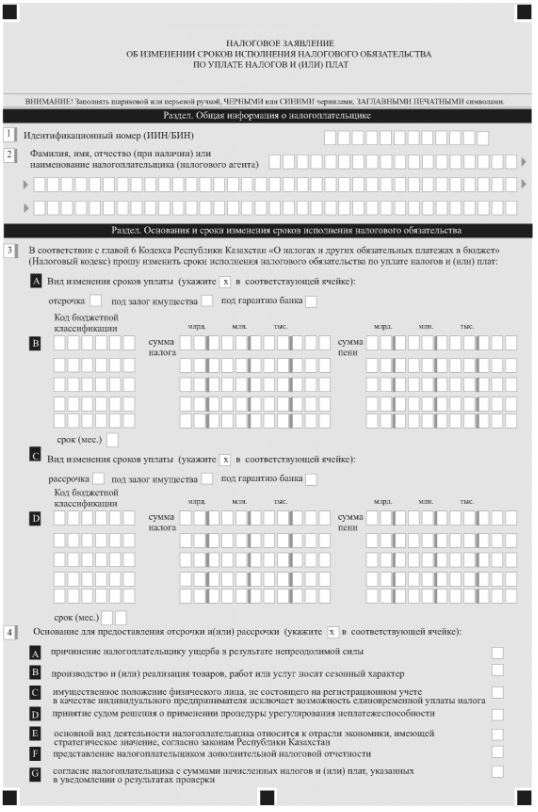 НАЛОГОВОЕ ЗАЯВЛЕНИЕ
ОБ ИЗМЕНЕНИИ СРОКОВ ИСПОЛНЕНИЯ НАЛОГОВОГО ОБЯЗАТЕЛЬСТВА
ПО УПЛАТЕ НАЛОГОВ И (ИЛИ) ПЛАТ
ВНИМАНИЕ! Заполнять шариковой или перьевой ручкой, ЧЕРНЫМИ или СИНИМИ чернилами, ЗАГЛАВНЫМИ ПЕЧАТНЫМИ символами.
Раздел. Общая информация о налогоплательщике
1 Идентификационный номер (ИИН/БИН)
2 Фамилия, имя, отчество (при наличии) или
наименование налогоплательщика (налогового агента)
Раздел. Основания и сроки изменения сроков исполнения налогового обязательства
3 В соответствии с главой 6 Кодекса Республики Казахстан «О налогах и других обязательных платежах в бюджет»
(Налоговый кодекс) прошу изменить сроки исполнения налогового обязательства по уплате налогов и (или) плат:
A Вид изменения сроков уплаты (укажите x в соответствующей ячейке):
отсрочка под залог имущества под гарантию банка
Код бюджетной
классификации млрд. млн. тыс. млрд. млн. тыс.
B сумма налога сумма пени
срок (мес.)
C Вид изменения сроков уплаты (укажите x в соответствующей ячейке):
рассрочка под залог имущества под гарантию банка
Код бюджетной
классификации млрд. млн. тыс. млрд. млн. тыс.
D сумма налога сумма пени
срок (мес.)
4 Основание для предоставления отсрочки и(или) рассрочки (укажите x в соответствующей ячейке):
A причинение налогоплательщику ущерба в результате непреодолимой силы
B производство и (или) реализация товаров, работ или услуг носит сезонный характер
C имущественное положение физического лица, не состоящего на регистрационном учете
в качестве индивидуального предпринимателя исключает возможность единовременной уплаты налога
D принятие судом решения о применении процедуры урегулирования неплатежеспособности
E основной вид деятельности налогоплательщика относится к отрасли экономики, имеющей
стратегическое значение, согласно законам Республики Казахстан
F представление налогоплательщиком дополнительной налоговой отчетности
G согласие налогоплательщика с суммами начисленных налогов и (или) плат, указанных
в уведомлении о результатах проверки